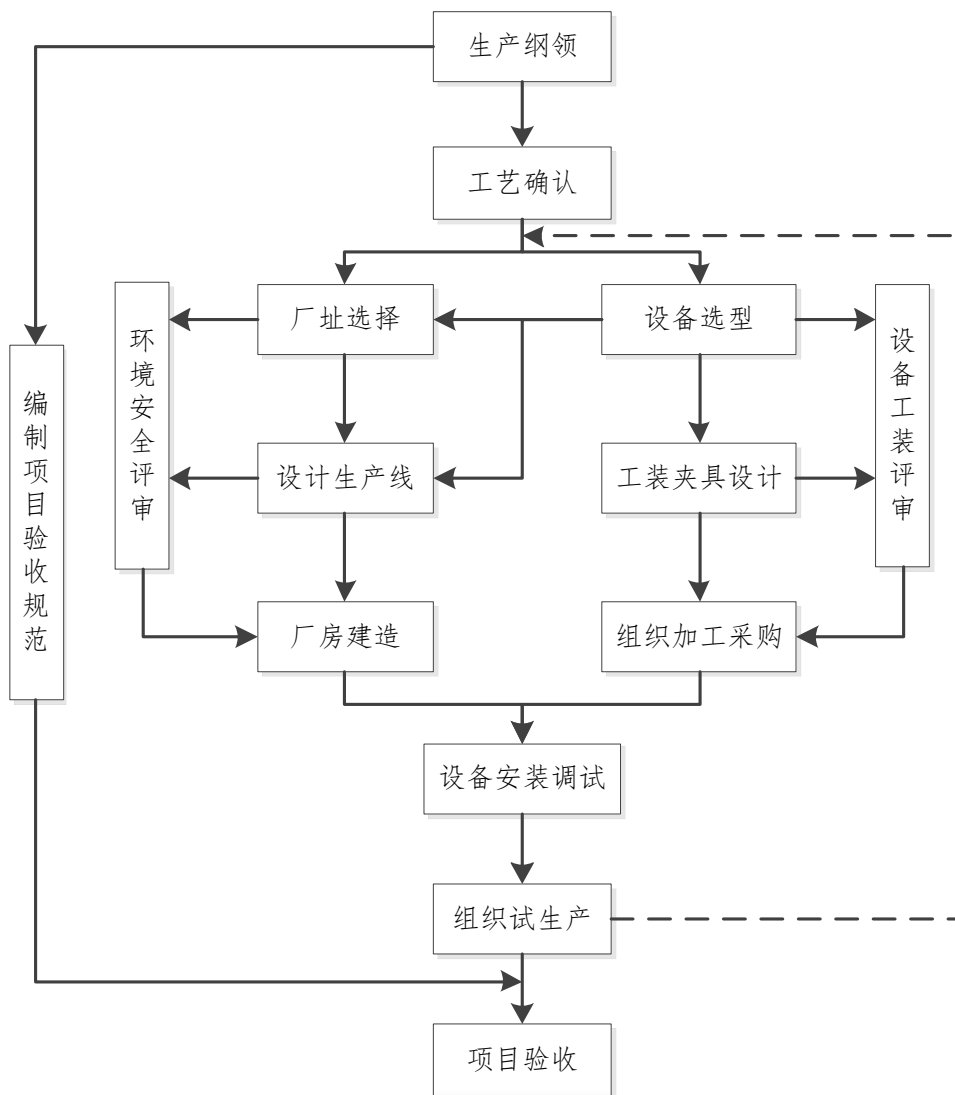 生产纲领
工艺确认
厂址选择
设备选型
环境安全评审
设备工装评审
编制项目验收规范
设计生产线
工装夹具设计
厂房建造
组织加工采购
设备安装调试
组织试生产
项目验收